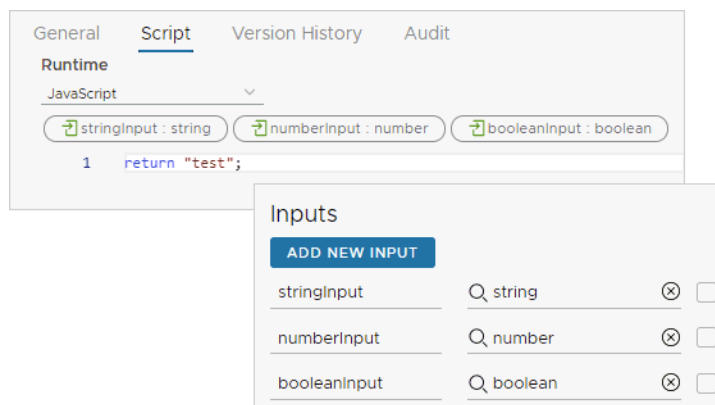 General Script Version History Audit
Runtime
JavaScript
stringInput : string numberInput : number booleanInput : boolean
1 return "test";
Inputs
ADD NEW INPUT
stringInput string
numberInput number
booleanInput boolean